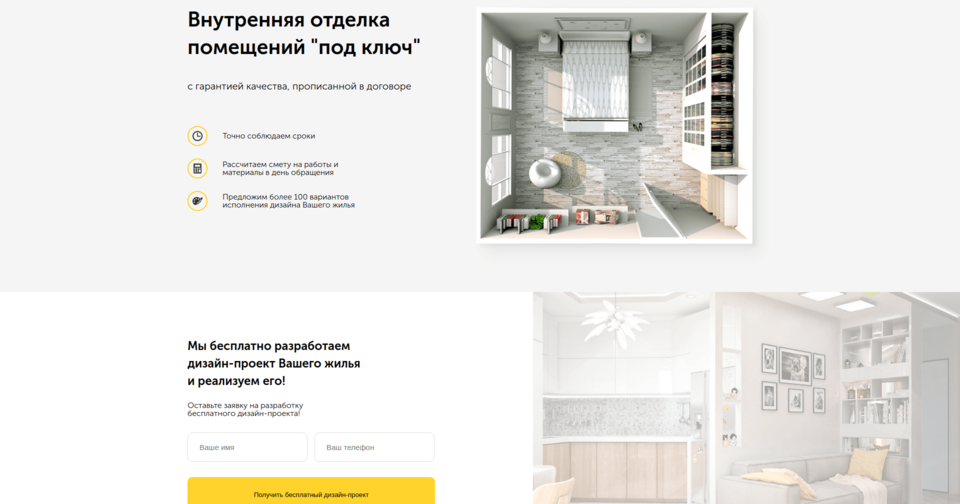 Внутренняя отделка
помещений "под ключ"
с гарантией качества, прописанной в договоре
Точно соблюдаем сроки
Рассчитаем смету на работы и
материалы в день обращения
Предложим более 100 вариантов
исполнения дизайна Вашего жилья
Мы бесплатно разработаем
дизайн-проект Вашего жилья
и реализуем его!
Оставьте заявку на разработку
бесплатного дизайн-проекта!
Ваше имя
Ваш телефон
Получить бесплатный дизайн-проект